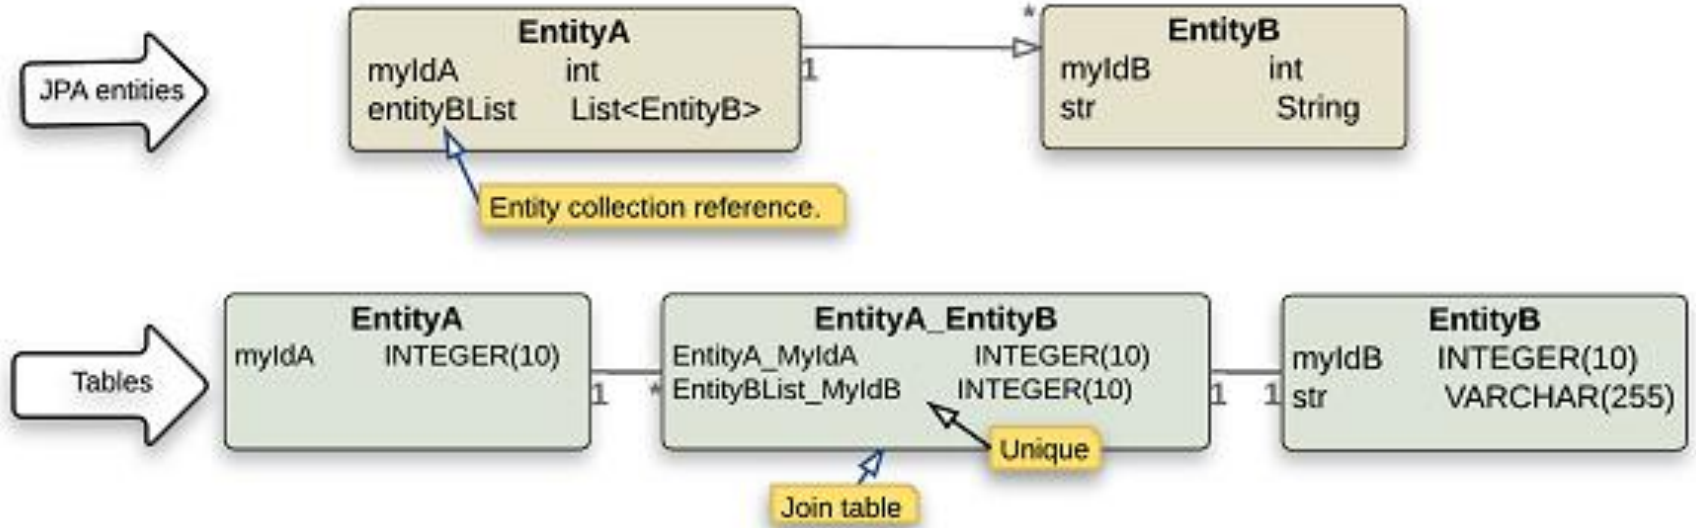 JPA entities
EntityA
myIdA int
entityBList List<EntityB>
1
*
EntityB
myIdB int
str String
Entity collection reference.
Tables
EntityA
myIdA INTEGER(10)
1
*
EntityA_EntityB
EntityA_MyIdA INTEGER(10)
EntityBList_MyIdB INTEGER(10)
1
1
EntityB
myIdB INTEGER(10)
str VARCHAR(255)
Unique
Join table